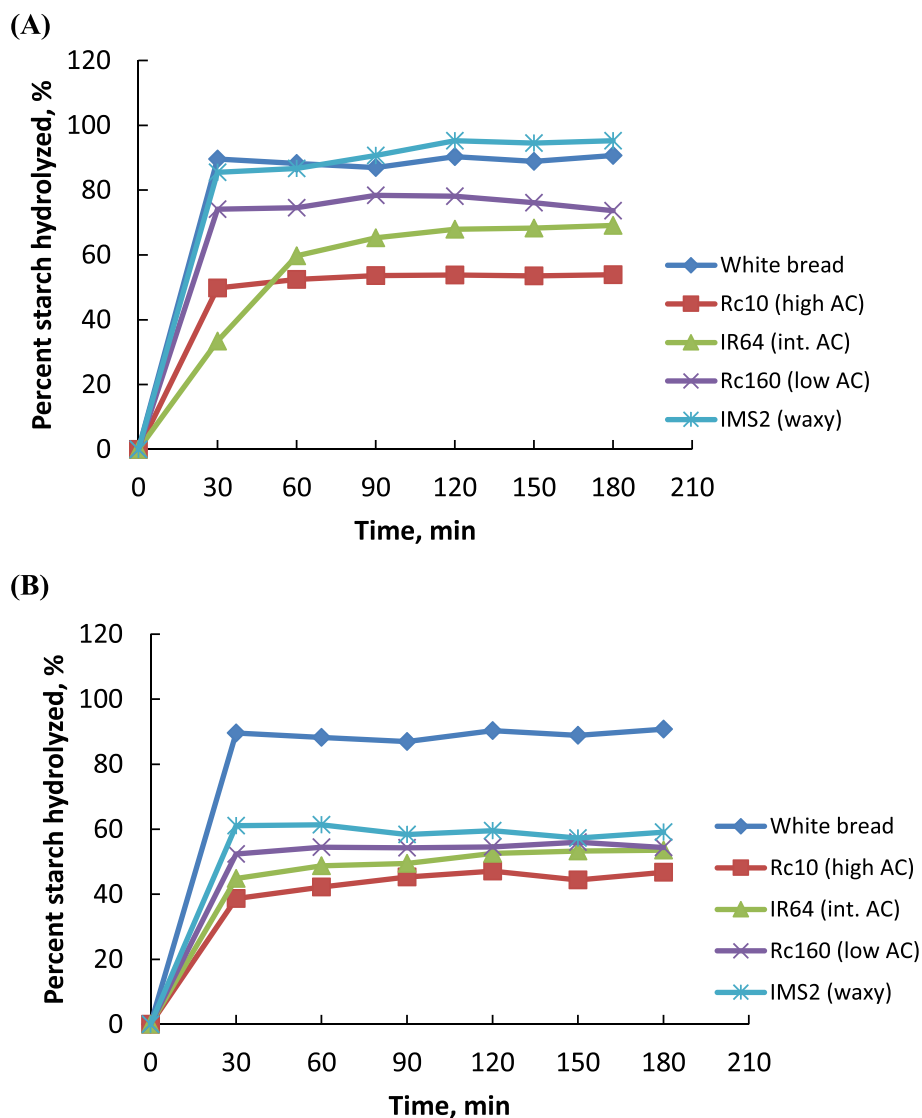 (A)
120
100
80
60
40
20
0
Percent starch hydrolyzed, %
0 30 60 90 120 150 180 210
Time, min
White bread
Rc10 (high AC)
IR64 (int. AC)
Rc160 (low AC)
IMS2 (waxy)
(B)
120
100
80
60
40
20
0
Percent starch hydrolyzed, %
0 30 60 90 120 150 180 210
Time, min
White bread
Rc10 (high AC)
IR64 (int. AC)
Rc160 (low AC)
IMS2 (waxy)